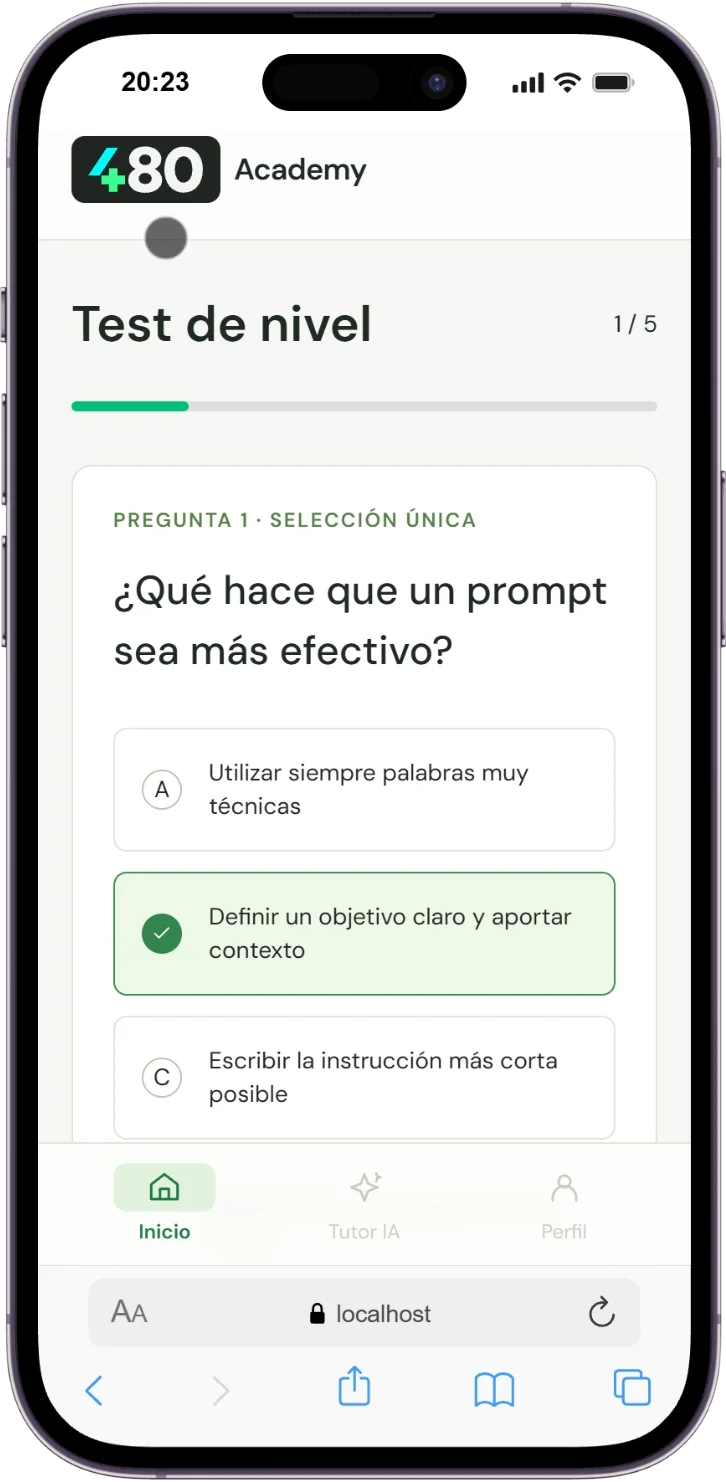 20:23
480 Academy
Test de nivel
1 / 5
PREGUNTA 1 · SELECCIÓN ÚNICA
¿Qué hace que un prompt
sea más efectivo?
A
Utilizar siempre palabras muy
técnicas
Definir un objetivo claro y aportar
contexto
C
Escribir la instrucción más corta
posible
Inicio
Tutor IA
Perfil
AA
localhost